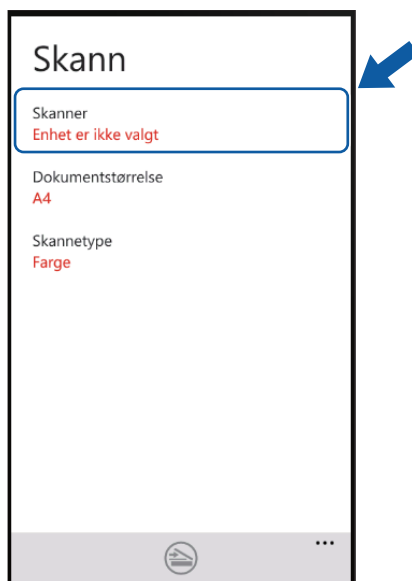 Skann
Skanner
Enhet er ikke valgt
Dokumentstørrelse
A4
Skannetype
Farge